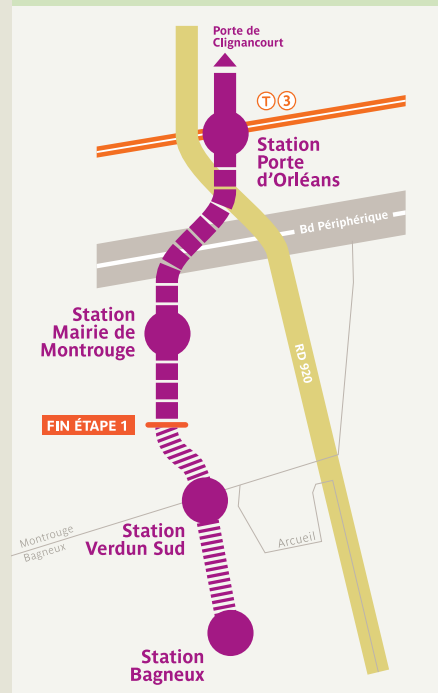 Porte de
Clignancourt
T 3
Station
Porte
d'Orléans
Bd Périphérique
Station
Mairie de
Montrouge
RD 920
FIN ÉTAPE 1
Montrouge
Bagneux
Arcueil
Station
Verdun Sud
Station
Bagneux